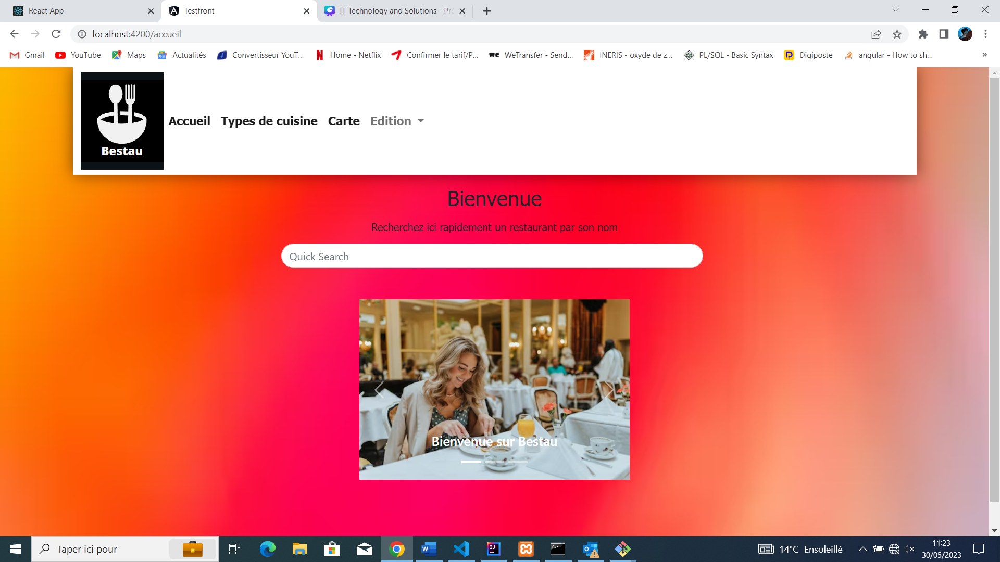 React App
Testfront
IT Technology and Solutions - Pre
localhost:4200/accueil
Gmail
YouTube
Maps
Actualités
Convertisseur YouT...
Home - Netflix
Confirmer le tarif/P...
WeTransfer - Send...
INERIS - oxyde de z...
PL/SQL - Basic Syntax
Digiposte
angular - How to sh...
»
Bestau
Accueil
Types de cuisine
Carte
Edition
Bienvenue
Recherchez ici rapidement un restaurant par son nom
Quick Search
Bienvenue sur Bestau
Taper ici pour
14°C Ensoleillé
11:23
30/05/2023